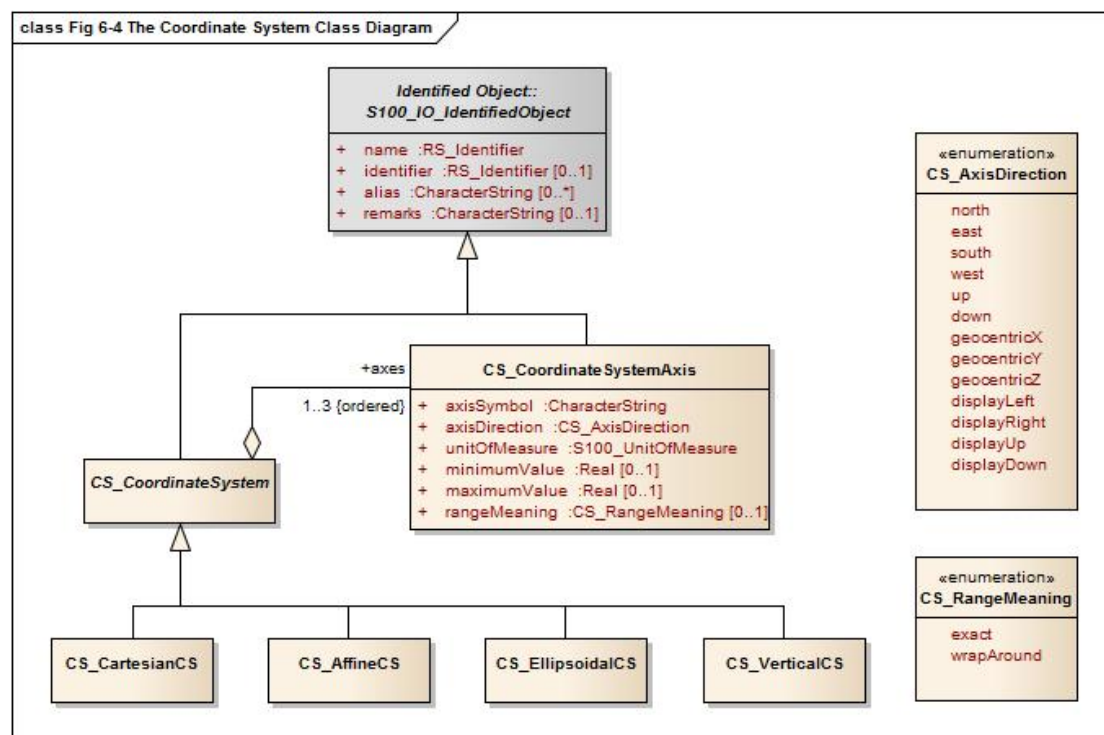 class Fig 6-4 The Coordinate System Class Diagram
Identified Object::
S100_IO_IdentifiedObject
+ name :RS_Identifier
+ identifier :RS_Identifier [0..1]
+ alias :CharacterString [0..*]
+ remarks :CharacterString [0..1]
«enumeration»
CS_AxisDirection
north
east
south
west
up
down
geocentricX
geocentricY
geocentricZ
displayLeft
displayRight
displayUp
displayDown
+axes
1..3 {ordered}
CS_CoordinateSystemAxis
+ axisSymbol :CharacterString
+ axisDirection :CS_AxisDirection
+ unitOfMeasure :S100_UnitOfMeasure
+ minimumValue :Real [0..1]
+ maximumValue :Real [0..1]
+ rangeMeaning :CS_RangeMeaning [0..1]
CS_CoordinateSystem
«enumeration»
CS_RangeMeaning
exact
wrapAround
CS_CartesianCS
CS_AffineCS
CS_EllipsoidalCS
CS_VerticalCS